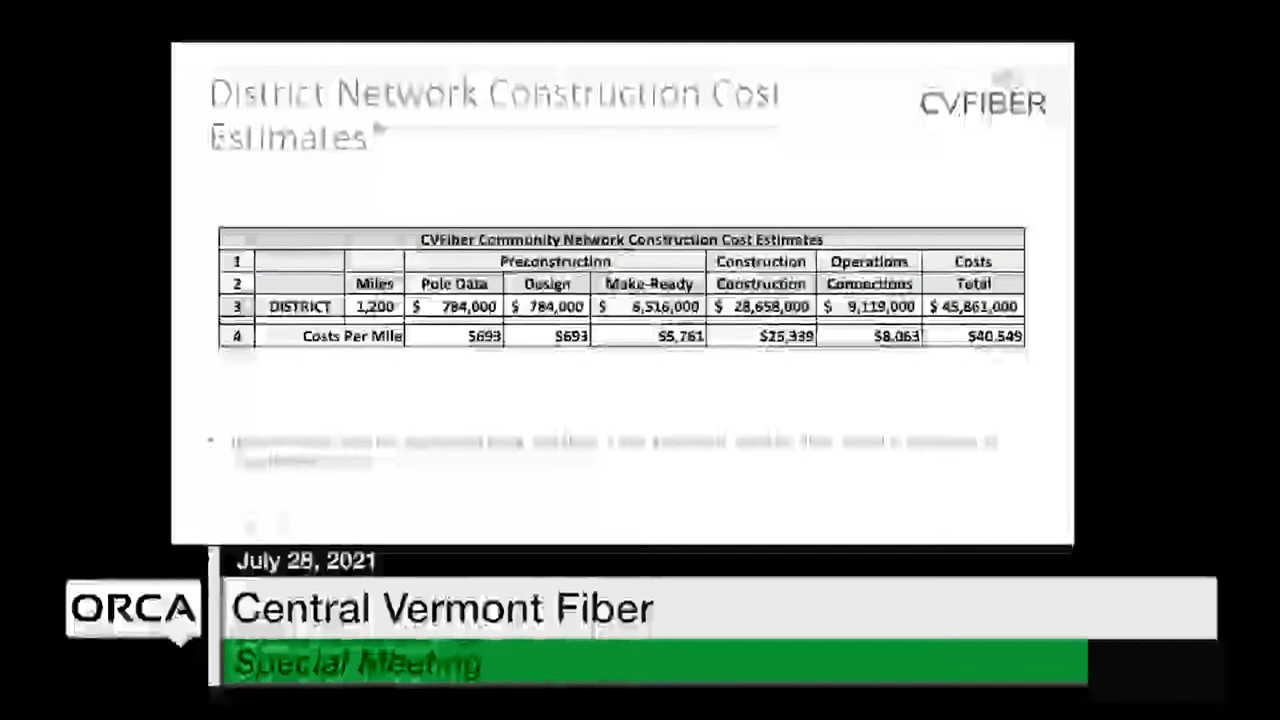 District Network Construction Cost
Estimates*
CVFIBER
CVFiber Community Network Construction Cost Estimates
1 Preconstruction Construction Operations Costs
2 Miles Pole Data Design Make-Ready Construction Connections Total
3 DISTRICT 1,200 $ 784,000 $ 784,000 $ 6,516,000 $ 28,658,000 $ 9,119,000 $ 45,861,000
4 Costs Per Mile $693 $693 $5,761 $25,339 $8,063 $40,549
July 28, 2021
ORCA
Central Vermont Fiber
Special Meeting